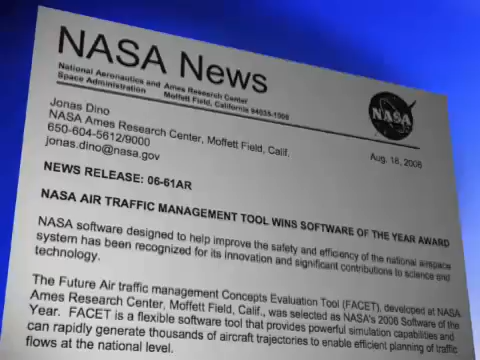 NASA News
National Aeronautics and Ames Research Center
Space Administration Moffett Field, California 94035-1000
NASA
Jonas Dino
NASA Ames Research Center, Moffett Field, Calif.
650-604-5612/9000
jonas.dino@nasa.gov
Aug. 18, 2006
NEWS RELEASE: 06-61AR
NASA AIR TRAFFIC MANAGEMENT TOOL WINS SOFTWARE OF THE YEAR AWARD
NASA software designed to help improve the safety and efficiency of the national airspace
system has been recognized for its innovation and significant contributions to science and
technology.
The Future Air traffic management Concepts Evaluation Tool (FACET), developed at NASA
Ames Research Center, Moffett Field, Calif., was selected as NASA's 2006 Software of the
Year. FACET is a flexible software tool that provides powerful simulation capabilities and
can rapidly generate thousands of aircraft trajectories to enable efficient planning of traffic
flows at the national level.